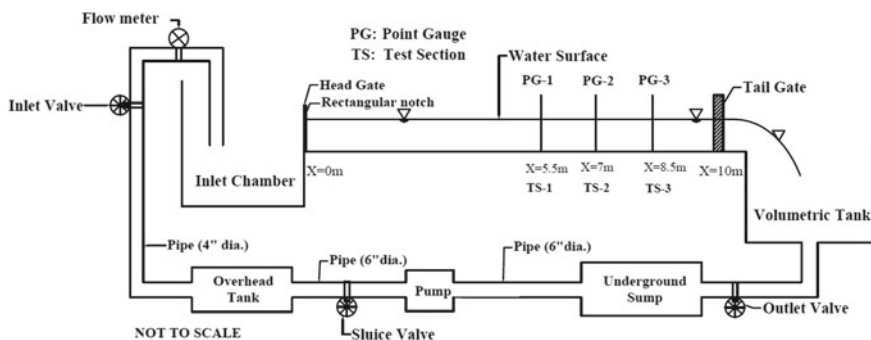 Flow meter
PG: Point Gauge
TS: Test Section
Water Surface
Head Gate
PG-1 PG-2 PG-3
Tail Gate
Inlet Valve
Rectangular notch
Inlet Chamber
X=0m
X=5.5m X=7m X=8.5m X=10m
TS-1 TS-2 TS-3
Volumetric Tank
Pipe (4" dia.)
Pipe (6"dia.)
Pipe (6"dia.)
Overhead
Tank
Pump
Underground
Sump
Outlet Valve
NOT TO SCALE
Sluice Valve